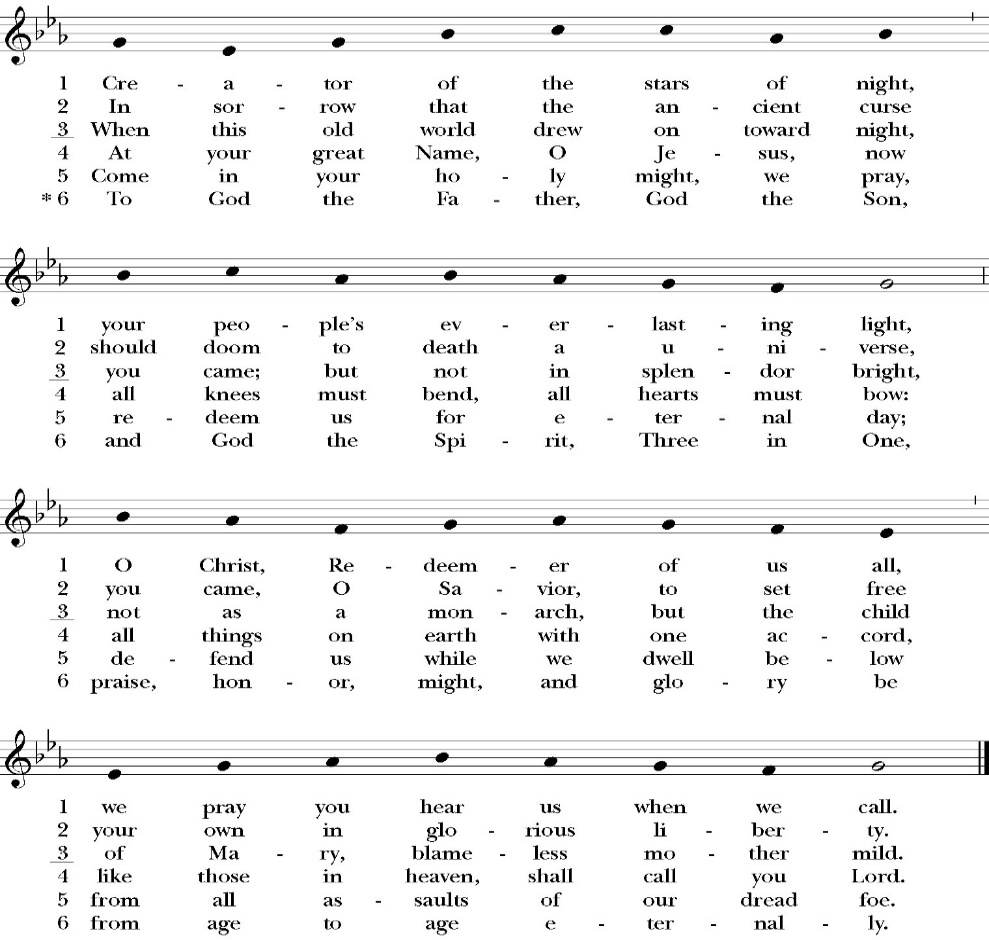 1 Cre - a - tor of the stars of night,
2 In sor - row that the an - cient curse
3 When this old world drew on toward night,
4 At your great Name, O Je - sus, now
5 Come in your ho - ly might, we pray,
* 6 To God the Fa - ther, God the Son,
1 your peo - ple's ev - er - last - ing light,
2 should doom to death a u - ni - verse,
3 you came; but not in splen - dor bright,
4 all knees must bend, all hearts must bow:
5 re - deem us for e - ter - nal day;
6 and God the Spi - rit, Three in One,
1 O Christ, Re - deem - er of us all,
2 you came, O Sa - vior, to set free
3 not as a mon - arch, but the child
4 all things on earth with one ac - cord,
5 de - fend us while we dwell be - low
6 praise, hon - or, might, and glo - ry be
1 we pray you hear us when we call.
2 your own in glo - rious li - ber - ty.
3 of Ma - ry, blame - less mo - ther mild.
4 like those in heaven, shall call you Lord.
5 from all as - saults of our dread foe.
6 from age to age e - ter - nal - ly.